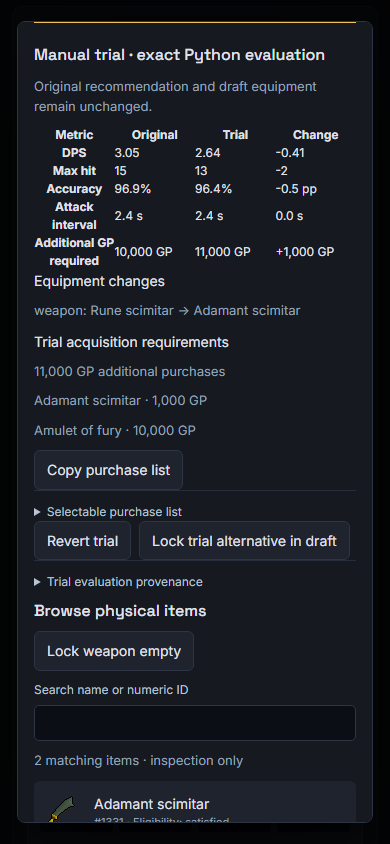 Manual trial · exact Python evaluation
Original recommendation and draft equipment
remain unchanged.
Metric Original Trial Change
DPS 3.05 2.64 -0.41
Max hit 15 13 -2
Accuracy 96.9% 96.4% -0.5 pp
Attack
interval 2.4 s 2.4 s 0.0 s
Additional GP
required 10,000 GP 11,000 GP +1,000 GP
Equipment changes
weapon: Rune scimitar → Adamant scimitar
Trial acquisition requirements
11,000 GP additional purchases
Adamant scimitar · 1,000 GP
Amulet of fury · 10,000 GP
Copy purchase list
▶ Selectable purchase list
Revert trial Lock trial alternative in draft
▶ Trial evaluation provenance
Browse physical items
Lock weapon empty
Search name or numeric ID
2 matching items · inspection only
Adamant scimitar
#1331 · Eligibility: satisfied